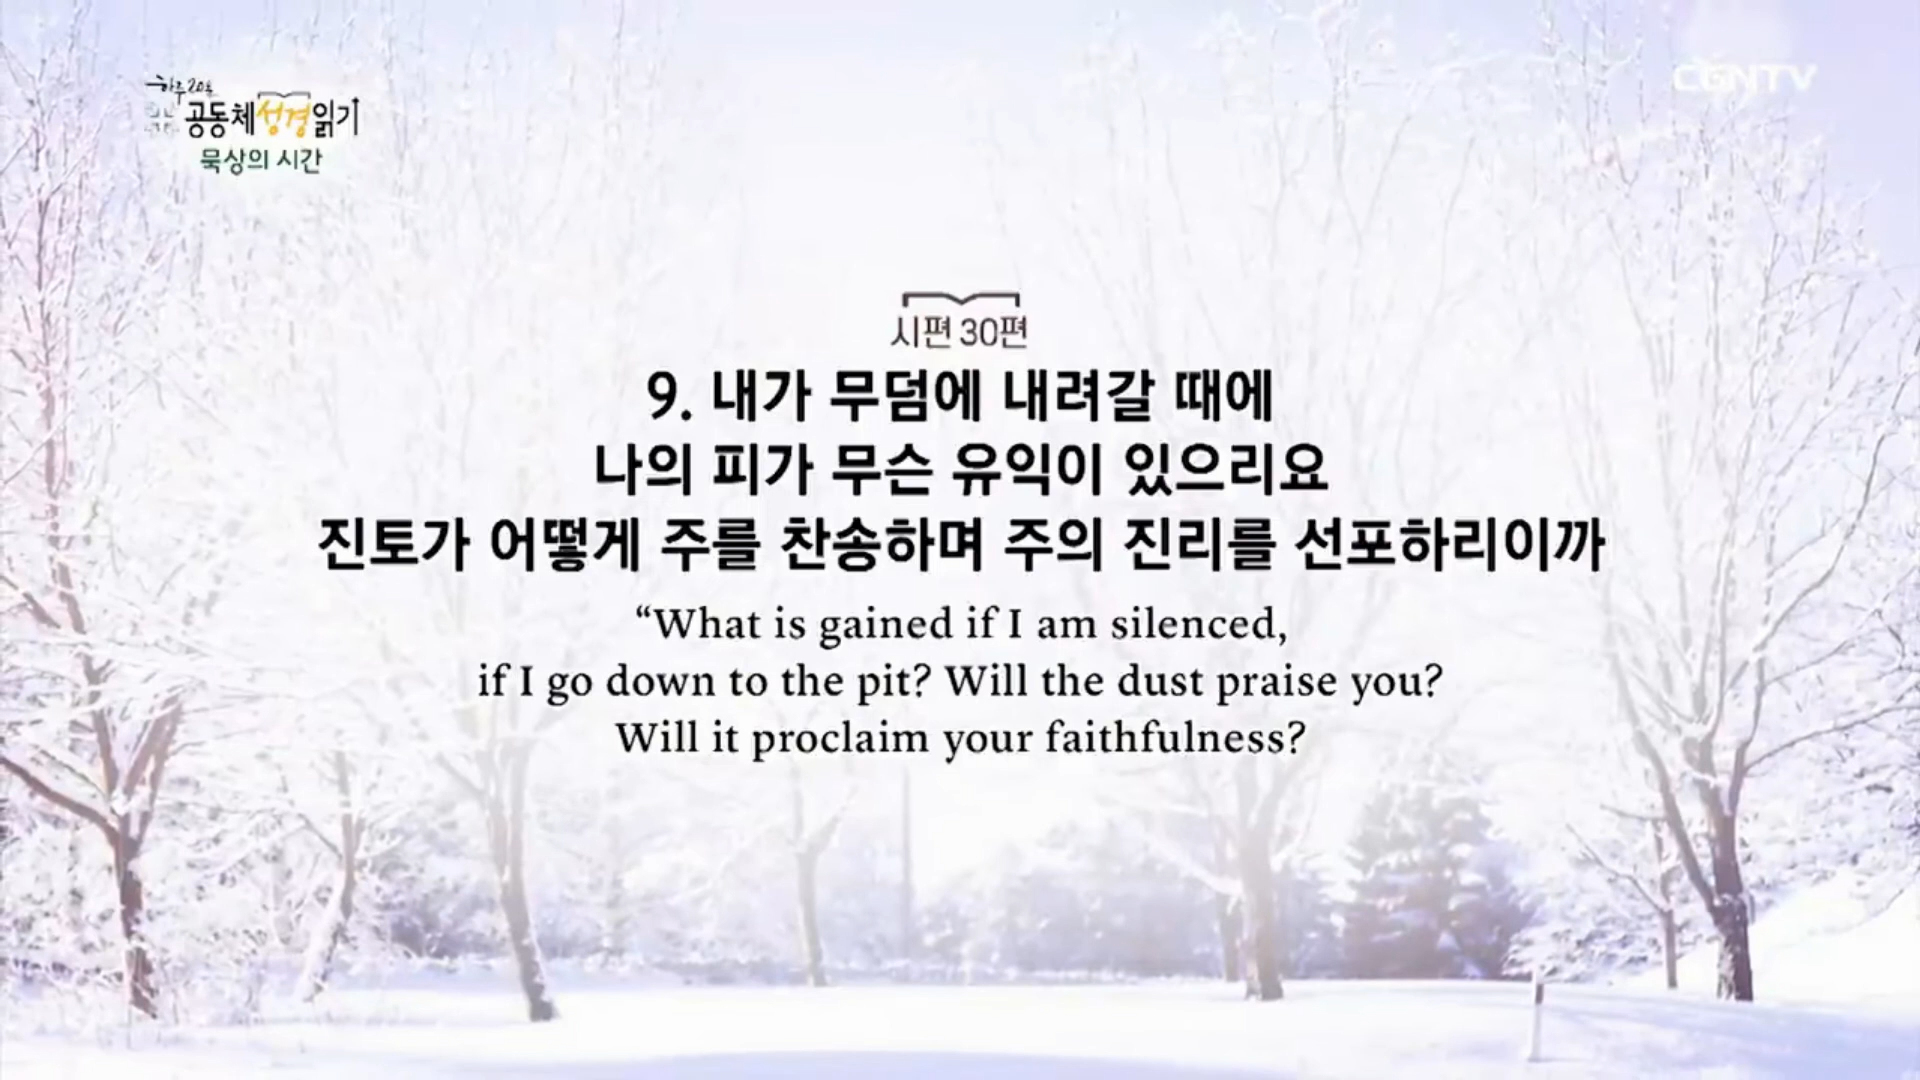 하루 20분
공동체성경읽기
묵상의 시간
CGNTV
시편 30편
9. 내가 무덤에 내려갈 때에
나의 피가 무슨 유익이 있으리요
진토가 어떻게 주를 찬송하며 주의 진리를 선포하리이까
“What is gained if I am silenced,
if I go down to the pit? Will the dust praise you?
Will it proclaim your faithfulness?